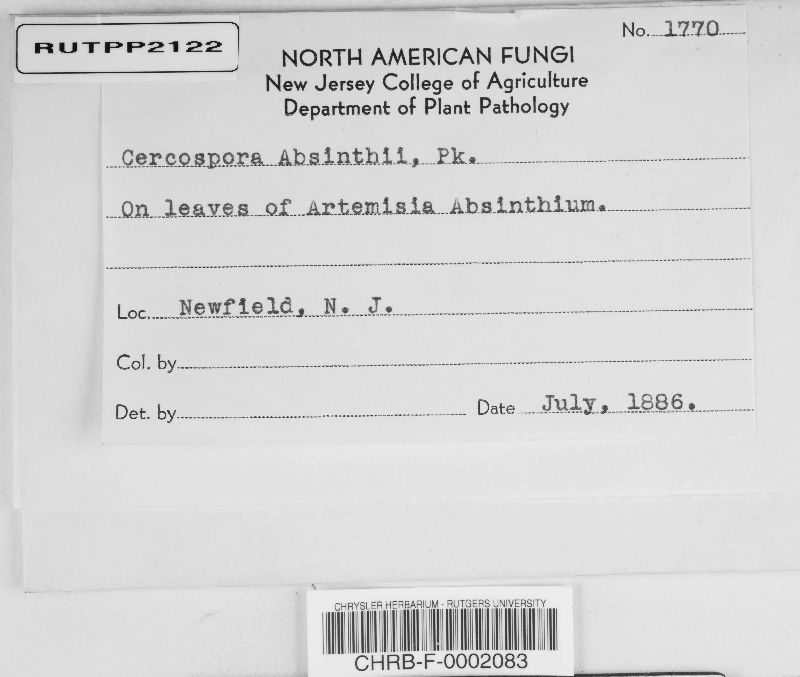 RUTPP2122
No. 1770
NORTH AMERICAN FUNGI
New Jersey College of Agriculture
Department of Plant Pathology
Cercospora Absinthii, Pk.
On leaves of Artemisia Absinthium.
Loc. Newfield, N. J.
Col. by
Det. by Date July, 1886.
CHRYSLER HERBARIUM - RUTGERS UNIVERSITY
CHRB-F-0002083